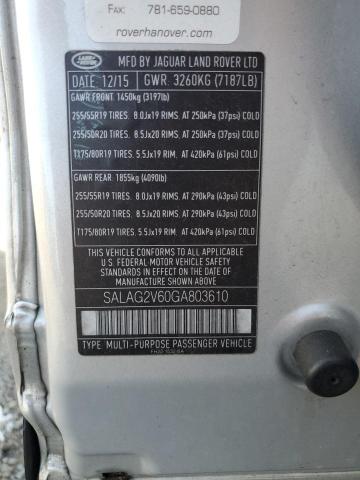 FAX: 781-659-0880
roverhanover.com
LAND ROVER
MFD BY JAGUAR LAND ROVER LTD
DATE 12/15 GWR. 3260KG (7187LB)
GAWR FRONT. 1450kg (3197lb)
255/55R19 TIRES. 8.0Jx19 RIMS, AT 250kPa (37psi) COLD
255/50R20 TIRES. 8.5Jx20 RIMS, AT 250kPa (37psi) COLD
T175/80R19 TIRES. 5.5Jx19 RIMS, AT 420kPa (61psi) COLD
GAWR REAR. 1855kg (4090lb)
255/55R19 TIRES. 8.0Jx19 RIMS, AT 290kPa (43psi) COLD
255/50R20 TIRES. 8.5Jx20 RIMS, AT 290kPa (43psi) COLD
T175/80R19 TIRES. 5.5Jx19 RIMS, AT 420kPa (61psi) COLD
THIS VEHICLE CONFORMS TO ALL APPLICABLE
U.S. FEDERAL MOTOR VEHICLE SAFETY STANDARDS
IN EFFECT ON THE DATE OF
MANUFACTURE SHOWN ABOVE
SALAG2V60GA803610
TYPE: MULTI-PURPOSE PASSENGER VEHICLE